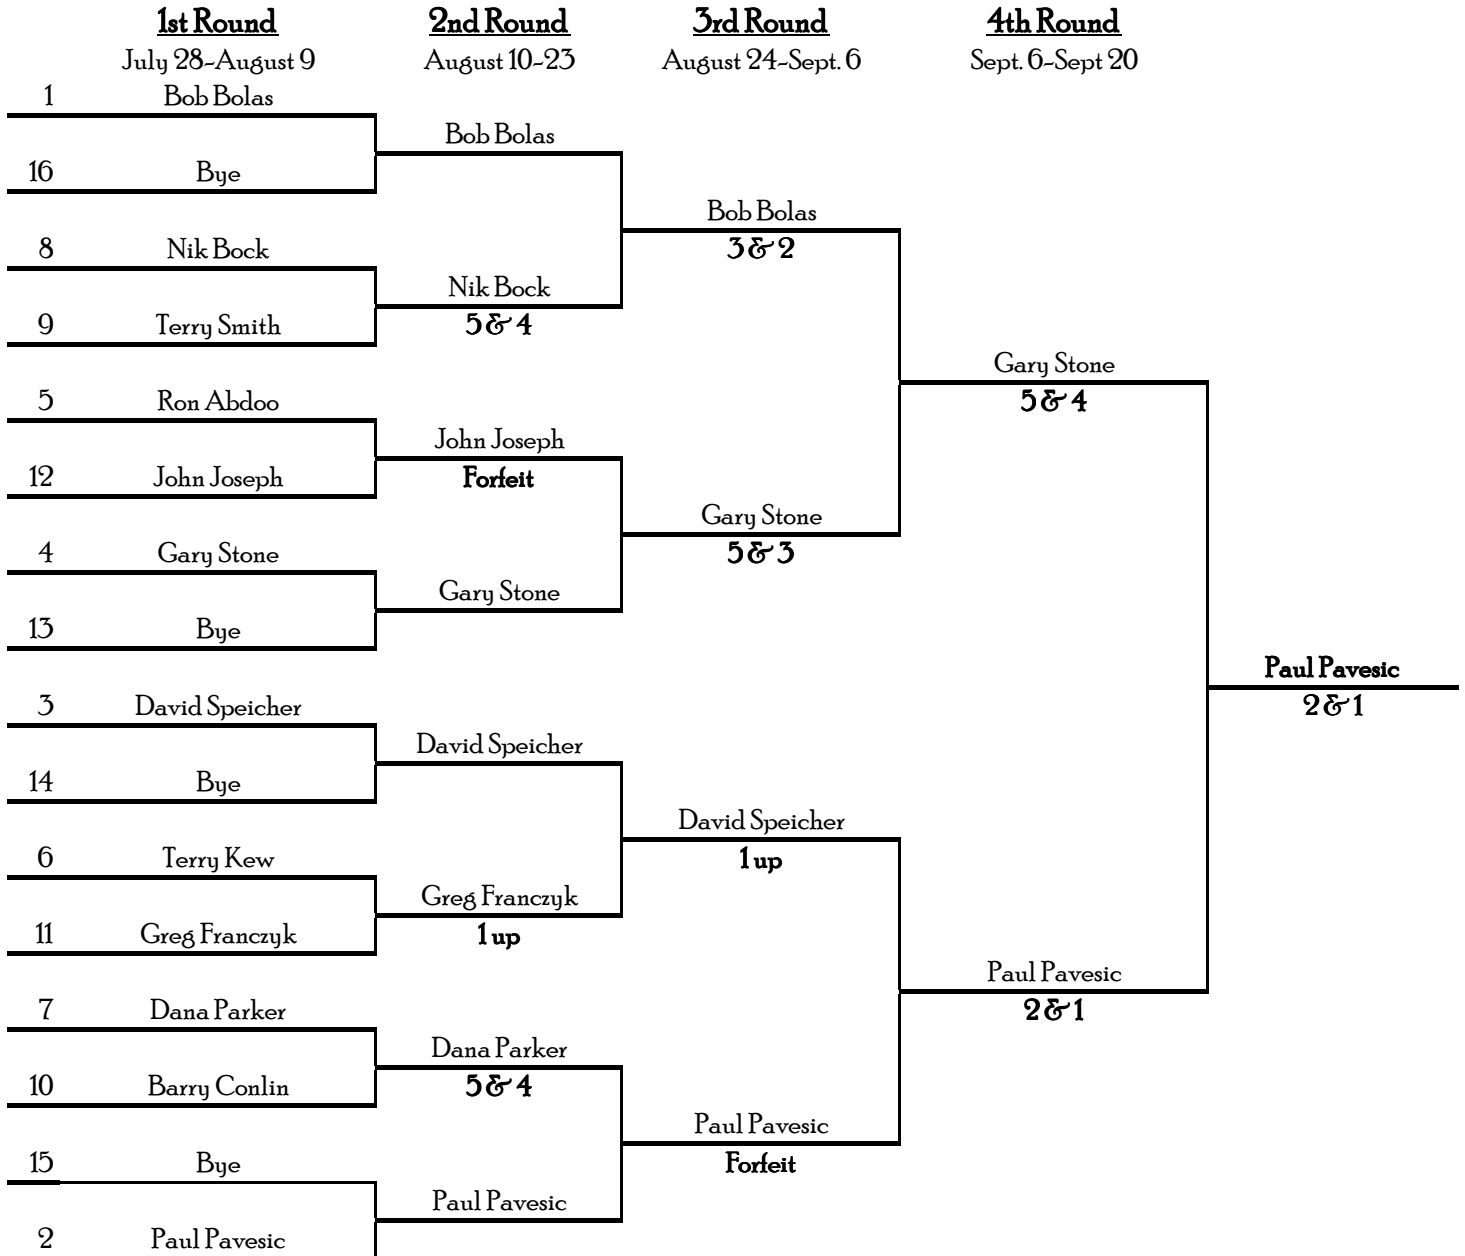 1st Round 2nd Round 3rd Round 4th Round
July 28-August 9 August 10-23 August 24-Sept. 6 Sept. 6-Sept 20
1 Bob Bolas
Bob Bolas
16 Bye
Bob Bolas
8 Nik Bock 3 & 2
Nik Bock
9 Terry Smith 5 & 4
Gary Stone
5 Ron Abdoo 5 & 4
John Joseph
12 John Joseph Forfeit
Gary Stone
4 Gary Stone 5 & 3
Gary Stone
13 Bye
Paul Pavesic
3 David Speicher 2 & 1
David Speicher
14 Bye
David Speicher
6 Terry Kew 1 up
Greg Franczyk
11 Greg Franczyk 1 up
Paul Pavesic
7 Dana Parker 2 & 1
Dana Parker
10 Barry Conlin 5 & 4
Paul Pavesic
15 Bye Forfeit
Paul Pavesic
2 Paul Pavesic